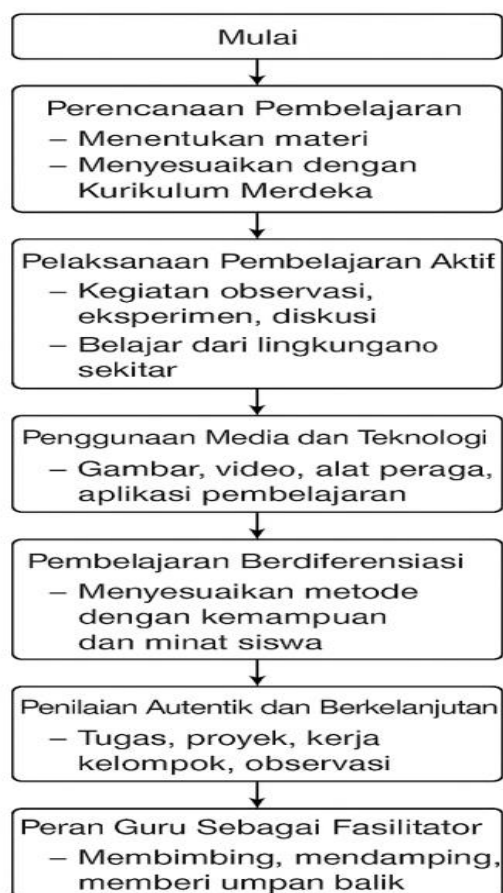 Mulai
Perencanaan Pembelajaran
– Menentukan materi
– Menyesuaikan dengan
Kurikulum Merdeka
Pelaksanaan Pembelajaran Aktif
– Kegiatan observasi,
eksperimen, diskusi
– Belajar dari lingkungano
sekitar
Penggunaan Media dan Teknologi
– Gambar, video, alat peraga,
aplikasi pembelajaran
Pembelajaran Berdiferensiasi
– Menyesuaikan metode
dengan kemampuan
dan minat siswa
Penilaian Autentik dan Berkelanjutan
– Tugas, proyek, kerja
kelompok, observasi
Peran Guru Sebagai Fasilitator
– Membimbing, mendamping,
memberi umpan balik